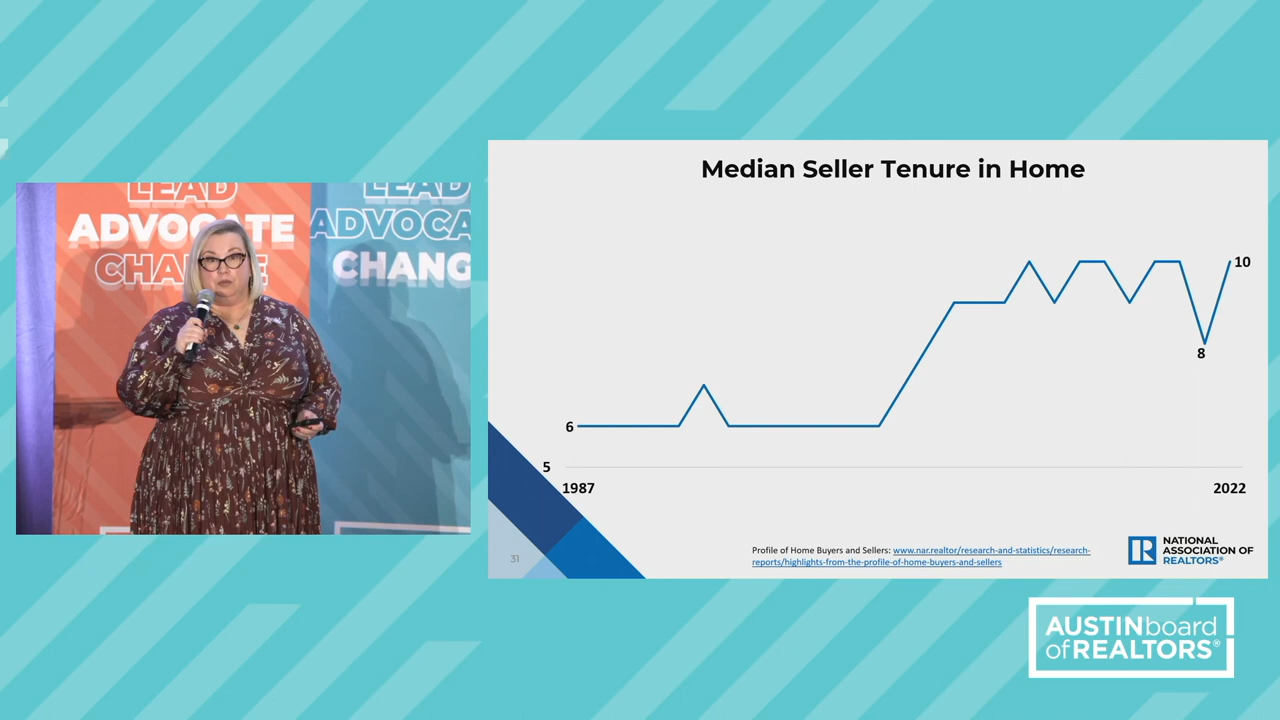 LEAD
ADVOCATE
CHANGE
LEAD
ADVOCA
CHANG
Median Seller Tenure in Home
10
8
6
5
1987
2022
31
Profile of Home Buyers and Sellers: www.nar.realtor/research-and-statistics/research-
reports/highlights-from-the-profile-of-home-buyers-and-sellers
NATIONAL
ASSOCIATION OF
REALTORS®
AUSTINboard
of REALTORS®